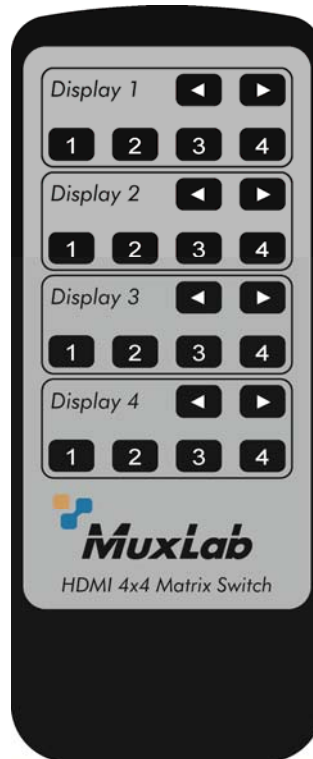 Display 1 ◄ ►
1 2 3 4
Display 2 ◄ ►
1 2 3 4
Display 3 ◄ ►
1 2 3 4
Display 4 ◄ ►
1 2 3 4
MuxLab
HDMI 4x4 Matrix Switch